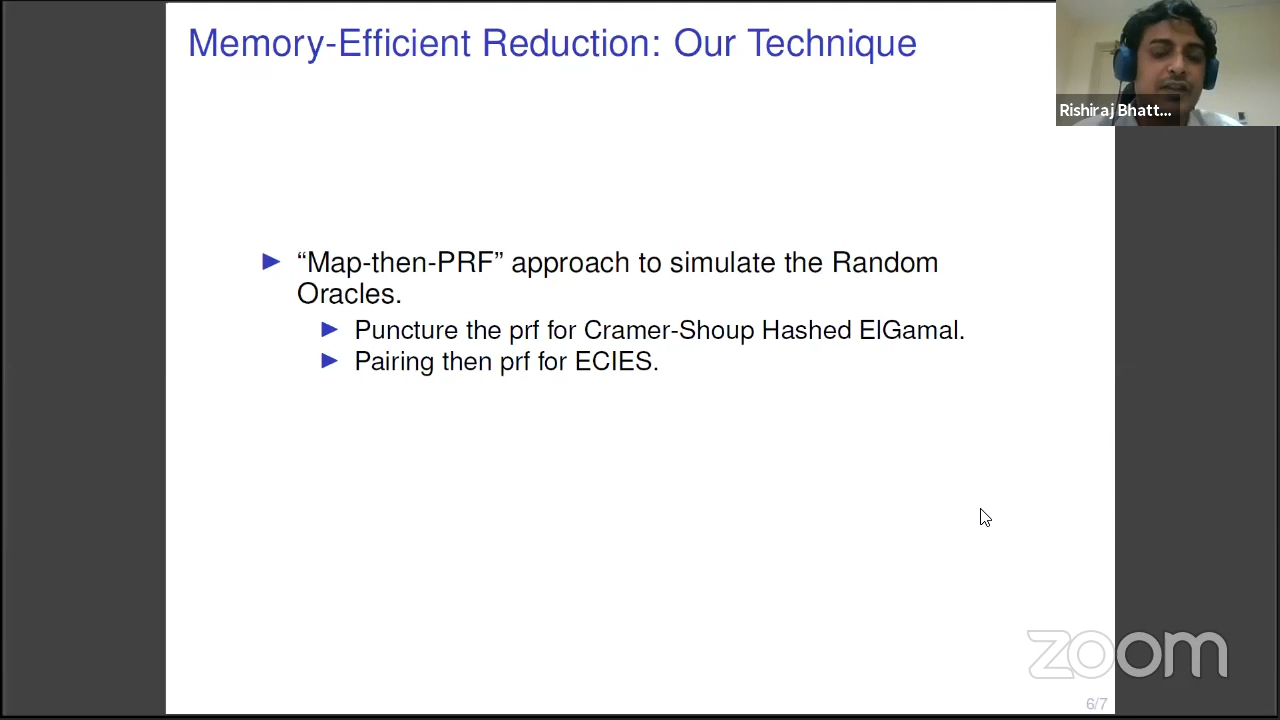 Memory-Efficient Reduction: Our Technique
Rishiraj Bhatt...
“Map-then-PRF” approach to simulate the Random
Oracles.
Puncture the prf for Cramer-Shoup Hashed ElGamal.
Pairing then prf for ECIES.
zoom
6/7